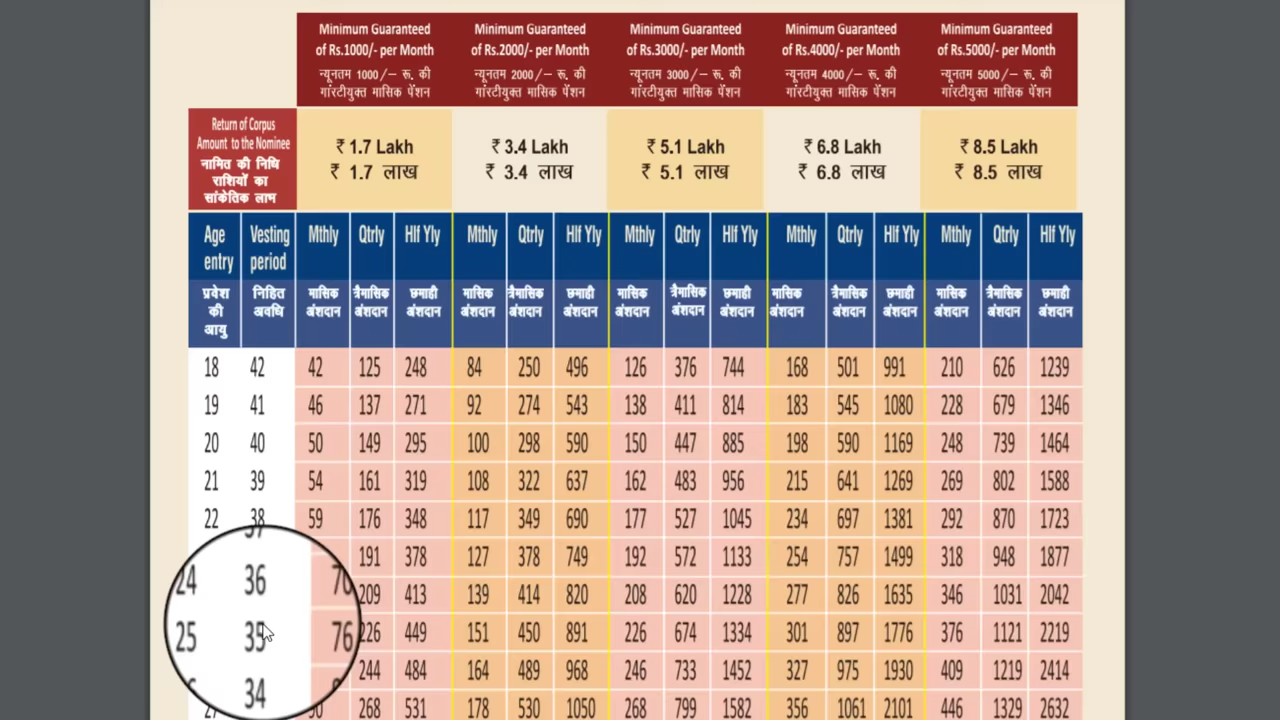 Minimum Guaranteed of Rs.1000/- per Month
न्यूनतम 1000/– रू. की गांरटीयुक्त मासिक पेंशन
Minimum Guaranteed of Rs.2000/- per Month
न्यूनतम 2000/– रू. की गांरटीयुक्त मासिक पेंशन
Minimum Guaranteed of Rs.3000/- per Month
न्यूनतम 3000/– रू. की गांरटीयुक्त मासिक पेंशन
Minimum Guaranteed of Rs.4000/- per Month
न्यूनतम 4000/– रू. की गांरटीयुक्त मासिक पेंशन
Minimum Guaranteed of Rs.5000/- per Month
न्यूनतम 5000/– रू. की गांरटीयुक्त मासिक पेंशन
Return of Corpus
Amount to the Nominee
नामित की निधि
राशियों का
सांकेतिक लाभ
₹ 1.7 Lakh ₹ 3.4 Lakh ₹ 5.1 Lakh ₹ 6.8 Lakh ₹ 8.5 Lakh
₹ 1.7 लाख ₹ 3.4 लाख ₹ 5.1 लाख ₹ 6.8 लाख ₹ 8.5 लाख
Age entry Vesting period Mthly Qtrly Hlf Yly Mthly Qtrly Hlf Yly Mthly Qtrly Hlf Yly Mthly Qtrly Hlf Yly Mthly Qtrly Hlf Yly
प्रवेश की आयु निहित अवधि मासिक अंशदान त्रैमासिक अंशदान छमाही अंशदान मासिक अंशदान त्रैमासिक अंशदान छमाही अंशदान मासिक अंशदान त्रैमासिक अंशदान छमाही अंशदान मासिक अंशदान त्रैमासिक अंशदान छमाही अंशदान मासिक अंशदान त्रैमासिक अंशदान छमाही अंशदान
18 42 42 125 248 84 250 496 126 376 744 168 501 991 210 626 1239
19 41 46 137 271 92 274 543 138 411 814 183 545 1080 228 679 1346
20 40 50 149 295 100 298 590 150 447 885 198 590 1169 248 739 1464
21 39 54 161 319 108 322 637 162 483 956 215 641 1269 269 802 1588
22 38 59 176 348 117 349 690 177 527 1045 234 697 1381 292 870 1723
37 191 378 127 378 749 192 572 1133 254 757 1499 318 948 1877
24 36 70 209 413 139 414 820 208 620 1228 277 826 1635 346 1031 2042
25 35 76 226 449 151 450 891 226 674 1334 301 897 1776 376 1121 2219
34 244 484 164 489 968 246 733 1452 327 975 1930 409 1219 2414
268 531 178 530 1050 268 799 1582 356 1061 2101 446 1329 2632